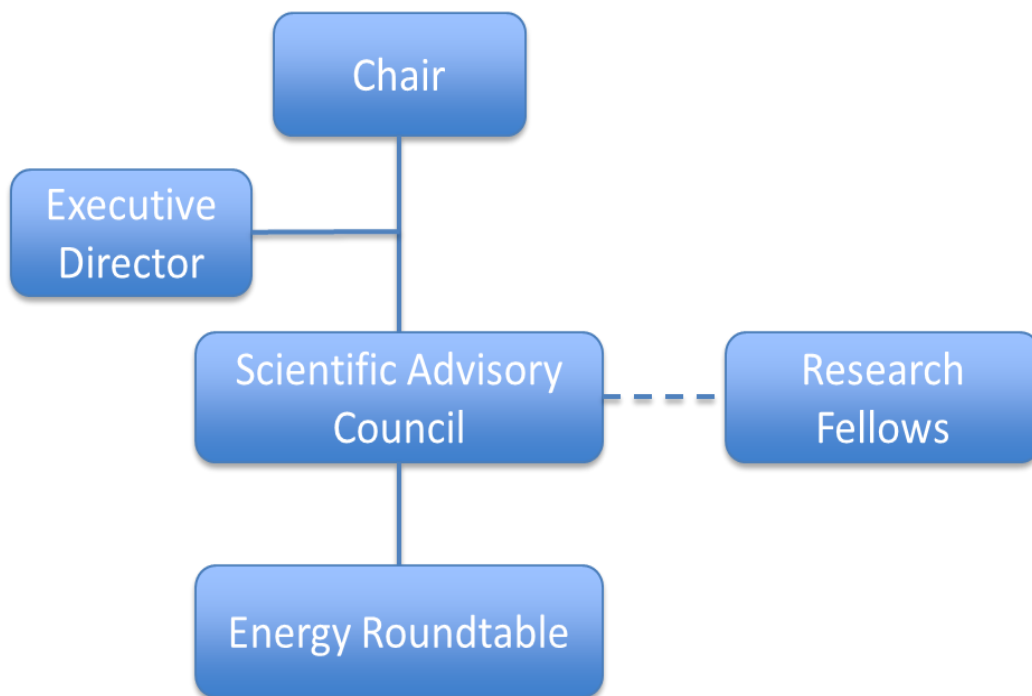 Chair
Executive
Director
Scientific Advisory
Council
Research
Fellows
Energy Roundtable